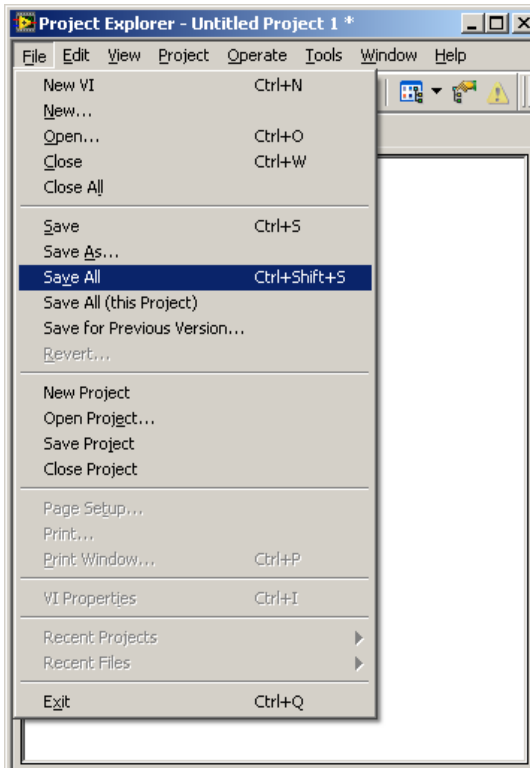 Project Explorer - Untitled Project 1 *
File Edit View Project Operate Tools Window Help
New VI Ctrl+N
New...
Open... Ctrl+O
Close Ctrl+W
Close All
Save Ctrl+S
Save As...
Save All Ctrl+Shift+S
Save All (this Project)
Save for Previous Version...
Revert...
New Project
Open Project...
Save Project
Close Project
Page Setup...
Print...
Print Window... Ctrl+P
VI Properties Ctrl+I
Recent Projects
Recent Files
Exit Ctrl+Q